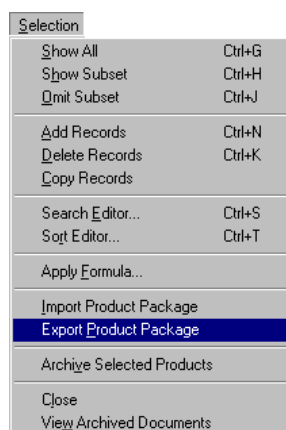 Selection
Show All Ctrl+G
Show Subset Ctrl+H
Omit Subset Ctrl+J
Add Records Ctrl+N
Delete Records Ctrl+K
Copy Records
Search Editor... Ctrl+S
Sort Editor... Ctrl+T
Apply Formula...
Import Product Package
Export Product Package
Archive Selected Products
Close
View Archived Documents